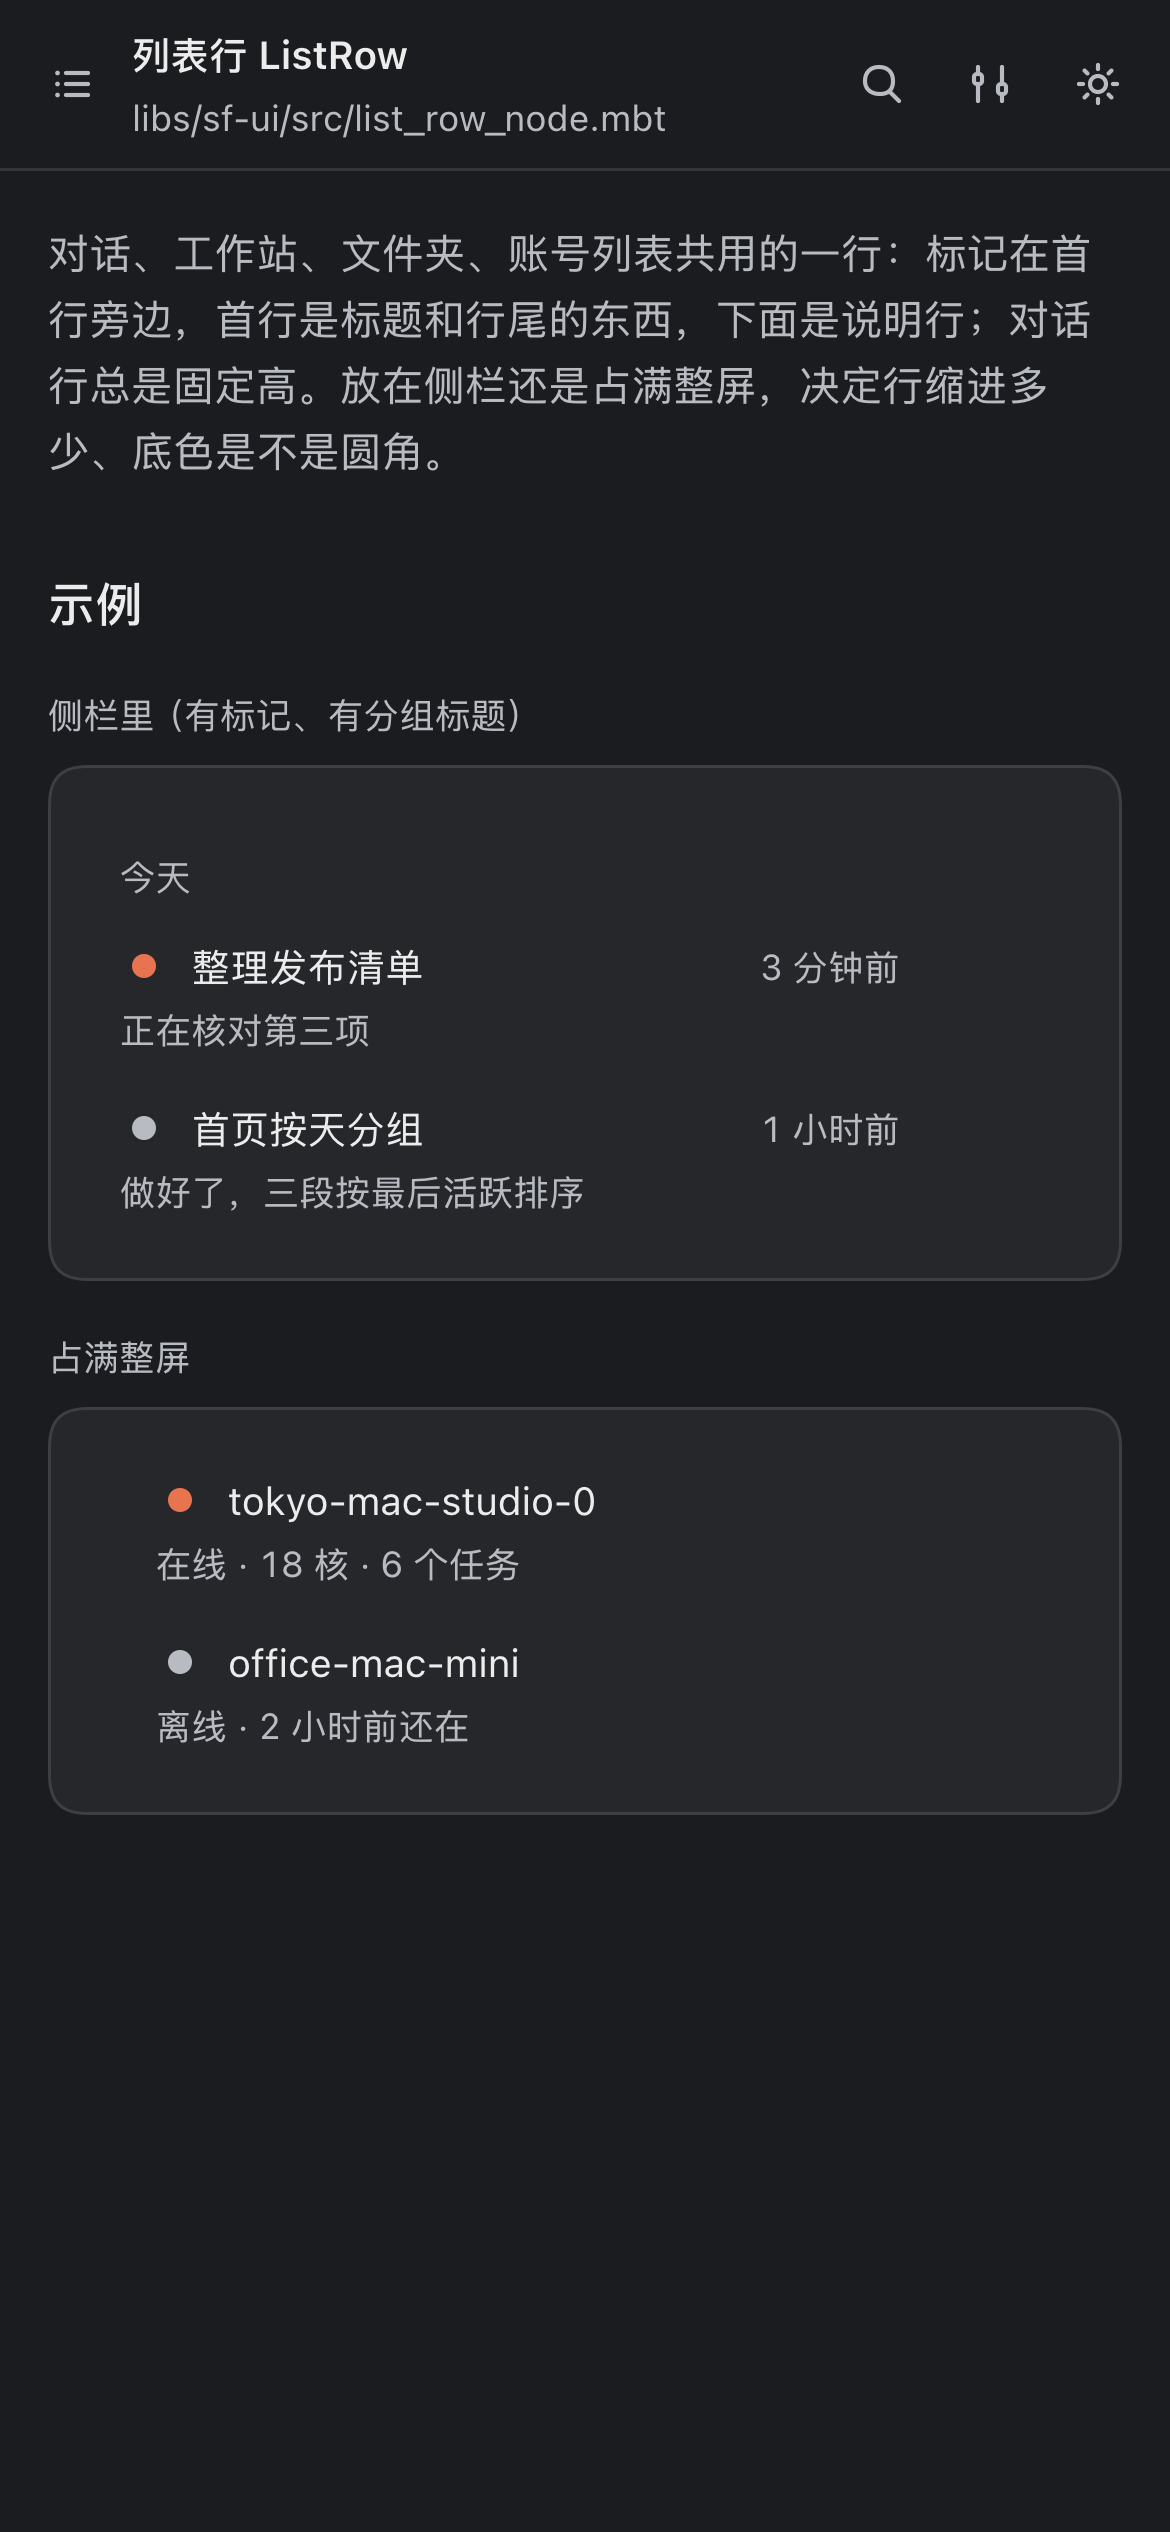 列表行 ListRow
libs/sf-ui/src/list_row_node.mbt
对话、工作站、文件夹、账号列表共用的一行：标记在首
行旁边，首行是标题和行尾的东西，下面是说明行；对话
行总是固定高。放在侧栏还是占满整屏，决定行缩进多
少、底色是不是圆角。
示例
侧栏里（有标记、有分组标题）
今天
整理发布清单 3 分钟前
正在核对第三项
首页按天分组 1 小时前
做好了，三段按最后活跃排序
占满整屏
tokyo-mac-studio-0
在线 · 18 核 · 6 个任务
office-mac-mini
离线 · 2 小时前还在